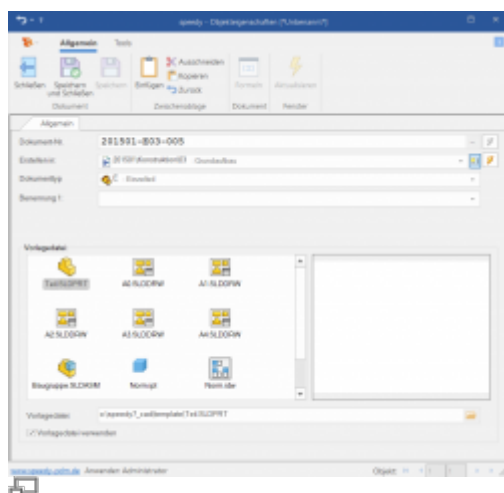 speedy - Objekteigenschaften (*Unbenannt*)
Allgemein Tools
Schließen Speichern und Schließen Speichern Einfügen Ausschneiden Kopieren Zurück Formeln Aktualisieren
Dokument Zwischenablage Dokument Render
Allgemein
Dokument-Nr. 201501-B03-005
Erstellen in: Grundaufbau
Dokumenttyp C Einzelteil
Benennung 1:
Vorlagedatei
Teil.SLDPRT A0.SLDDRW A1.SLDDRW
A2.SLDDRW A3.SLDDRW A4.SLDDRW
Baugruppe.SLDASM Norm.ipt Norm.idw
Vorlagedatei:
Vorlagedatei verwenden
www.speedy-pdm.de Anwender: Administrator Objekt: